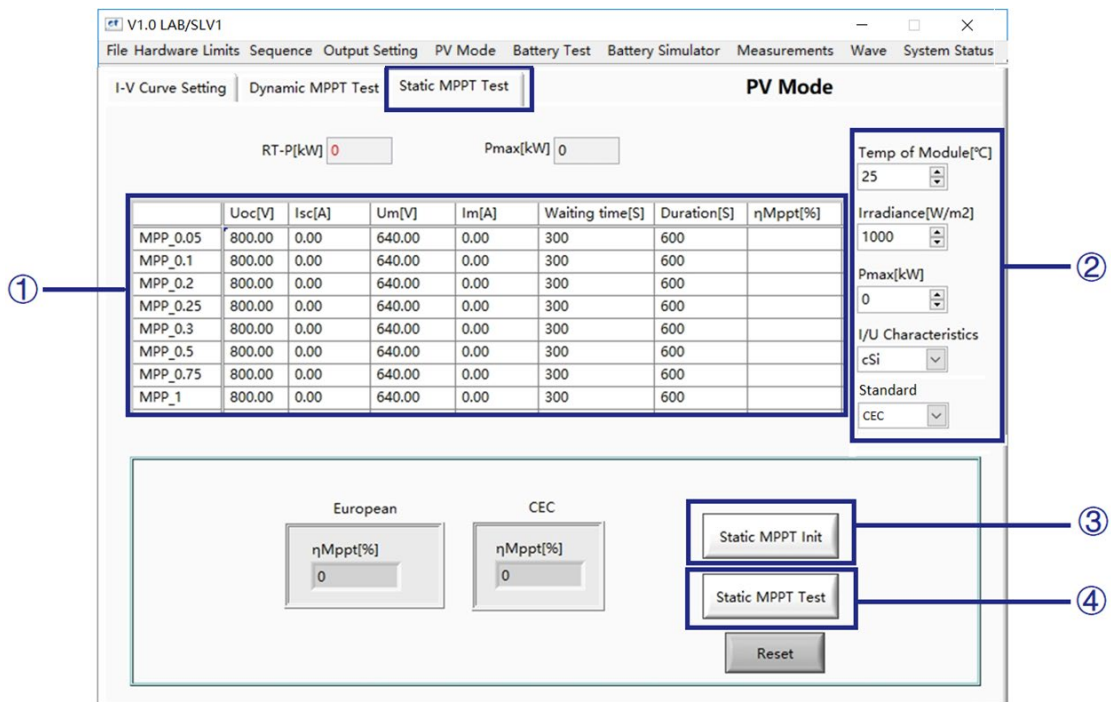 V1.0 LAB/SLV1
File Hardware Limits Sequence Output Setting PV Mode Battery Test Battery Simulator Measurements Wave System Status
I-V Curve Setting Dynamic MPPT Test Static MPPT Test PV Mode
RT-P[kW] 0 Pmax[kW] 0
Uoc[V] Isc[A] Um[V] Im[A] Waiting time[S] Duration[S] ηMppt[%]
MPP_0.05 800.00 0.00 640.00 0.00 300 600
MPP_0.1 800.00 0.00 640.00 0.00 300 600
MPP_0.2 800.00 0.00 640.00 0.00 300 600
MPP_0.25 800.00 0.00 640.00 0.00 300 600
MPP_0.3 800.00 0.00 640.00 0.00 300 600
MPP_0.5 800.00 0.00 640.00 0.00 300 600
MPP_0.75 800.00 0.00 640.00 0.00 300 600
MPP_1 800.00 0.00 640.00 0.00 300 600
①
Temp of Module[℃]
25
Irradiance[W/m2]
1000
Pmax[kW]
0
I/U Characteristics
cSi
Standard
CEC
②
European
ηMppt[%]
0
CEC
ηMppt[%]
0
Static MPPT Init
③
Static MPPT Test
④
Reset